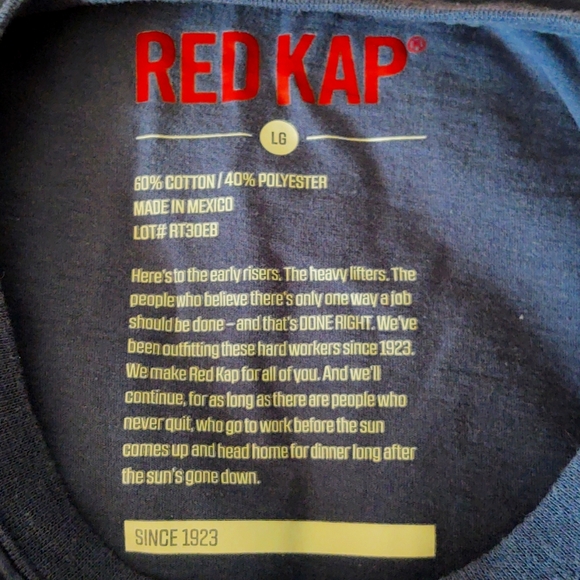 RED KAP®
LG
60% COTTON / 40% POLYESTER
MADE IN MEXICO
LOT# RT30EB
Here's to the early risers. The heavy lifters. The
people who believe there's only one way a job
should be done – and that's DONE RIGHT. We've
been outfitting these hard workers since 1923.
We make Red Kap for all of you. And we'll
continue, for as long as there are people who
never quit, who go to work before the sun
comes up and head home for dinner long after
the sun's gone down.
SINCE 1923